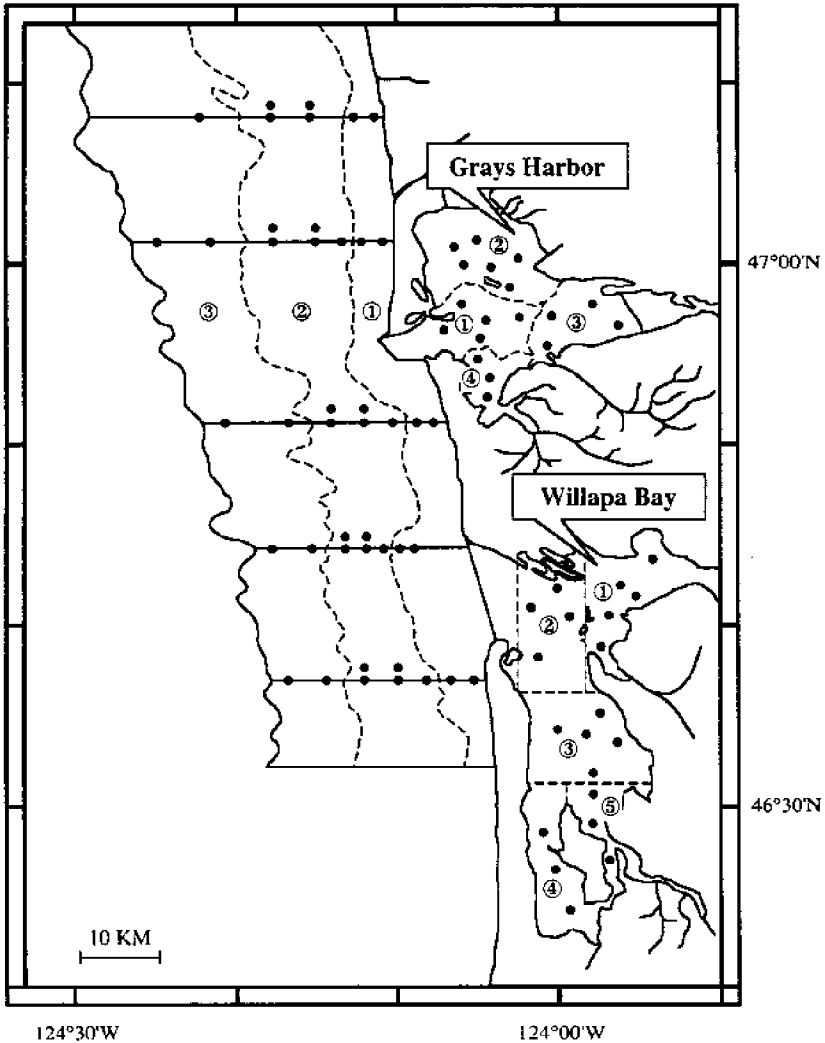 Grays Harbor
②
47°00'N
③
②
①
①
③
④
Willapa Bay
①
②
③
46°30'N
⑤
④
10 KM
124°30'W
124°00'W